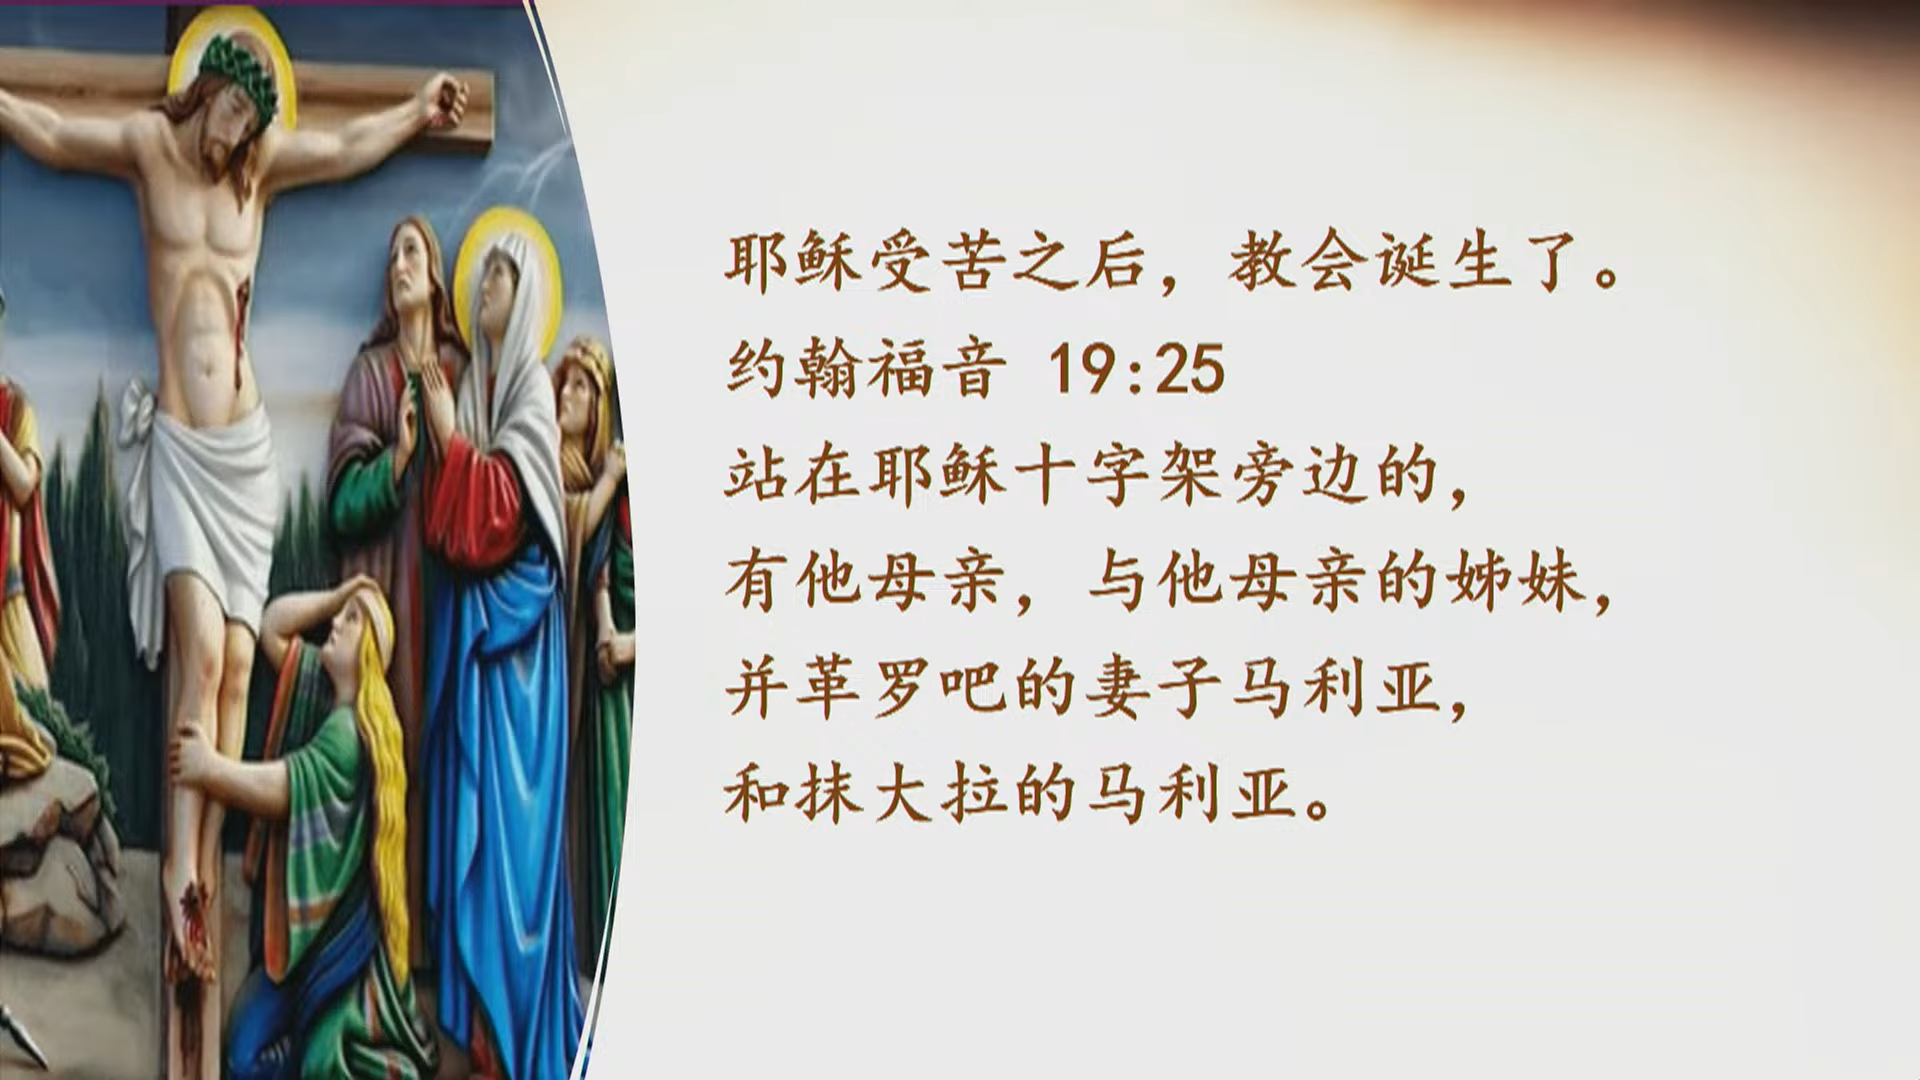 耶稣受苦之后，教会诞生了。
约翰福音 19:25
站在耶稣十字架旁边的，
有他母亲，与他母亲的姊妹，
并革罗吧的妻子马利亚，
和抹大拉的马利亚。